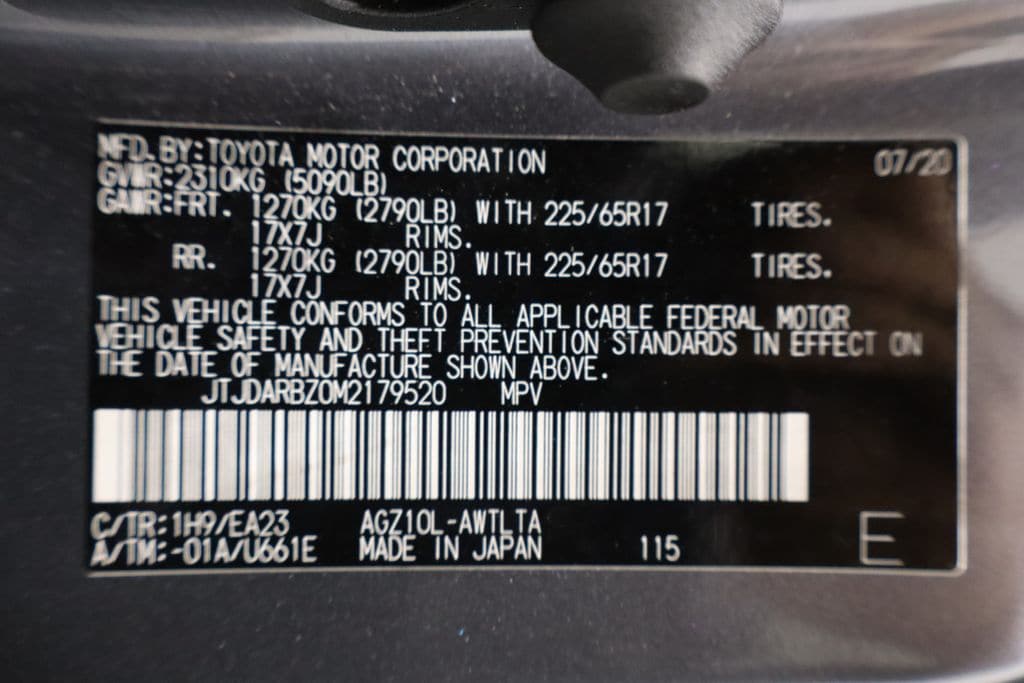 MFD.BY:TOYOTA MOTOR CORPORATION 07/20
GVWR:2310KG (5090LB)
GAWR:FRT. 1270KG (2790LB) WITH 225/65R17 TIRES.
17X7J RIMS.
RR. 1270KG (2790LB) WITH 225/65R17 TIRES.
17X7J RIMS.
THIS VEHICLE CONFORMS TO ALL APPLICABLE FEDERAL MOTOR
VEHICLE SAFETY AND THEFT PREVENTION STANDARDS IN EFFECT ON
THE DATE OF MANUFACTURE SHOWN ABOVE.
JTJDARBZ0M2179520 MPV
C/TR:1H9/EA23 AGZ10L-AWTLTA
A/TM:-01A/U661E MADE IN JAPAN 115 E